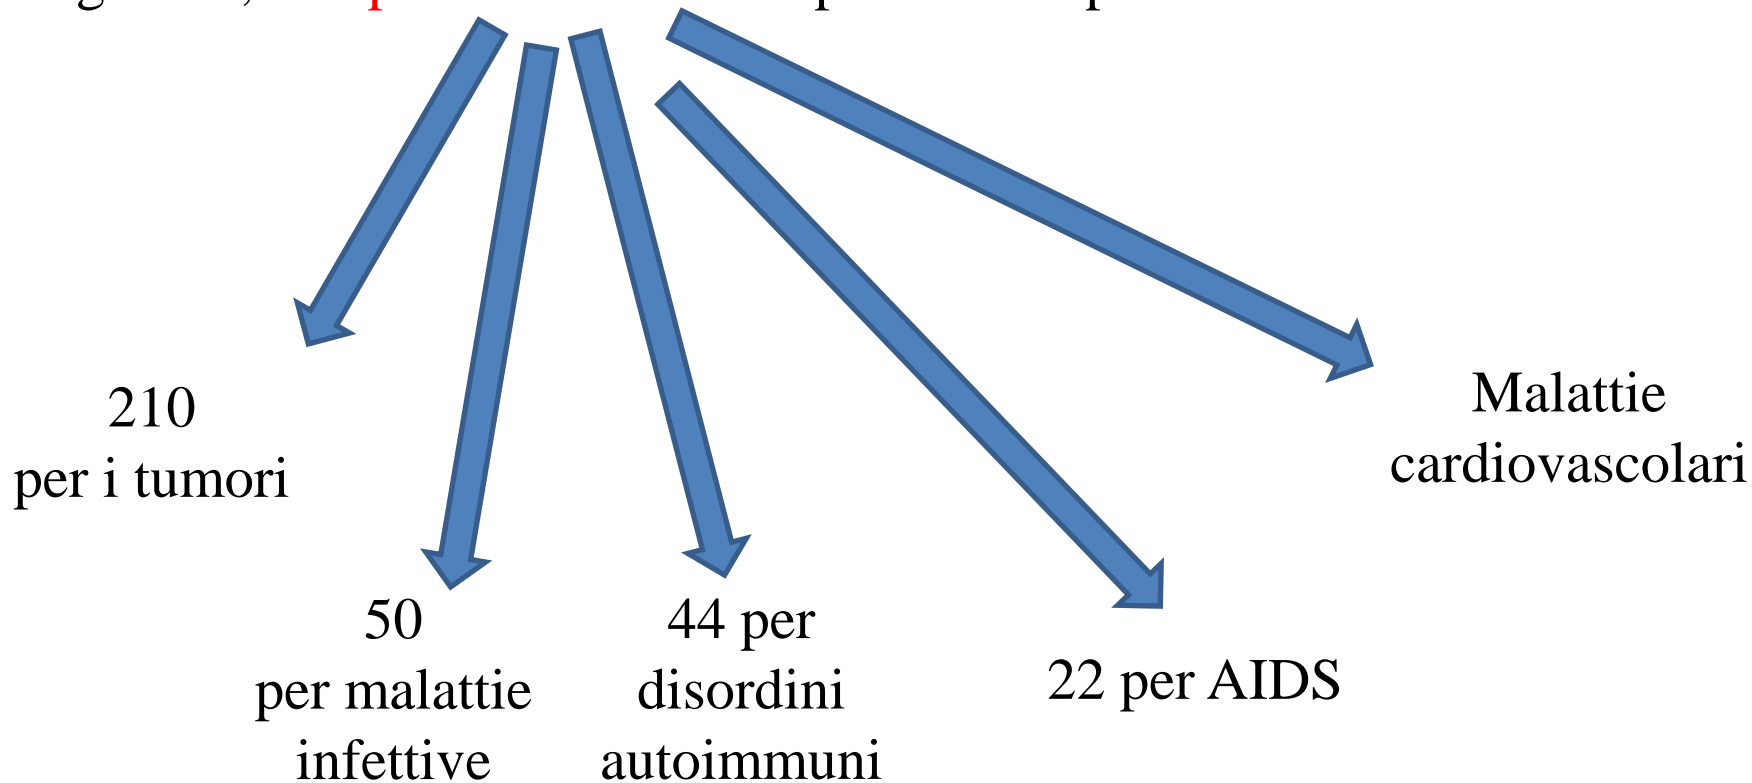 210
per i tumori
50
per malattie
infettive
44 per
disordini
autoimmuni
22 per AIDS
Malattie
cardiovascolari